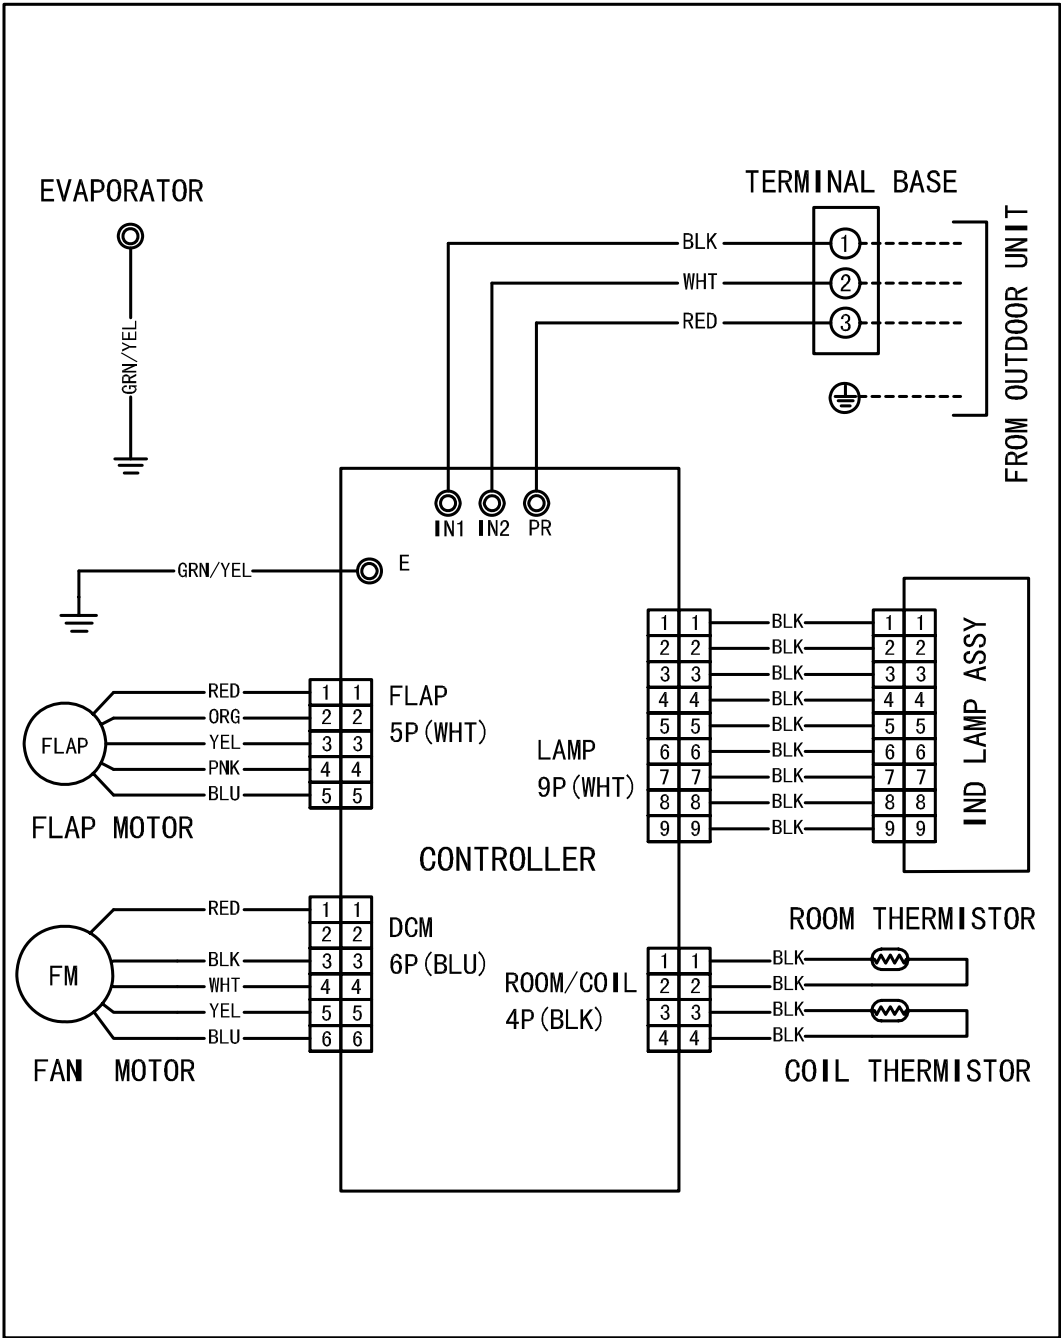 EVAPORATOR
GRN/YEL
TERMINAL BASE
BLK 1
WHT 2
RED 3
FROM OUTDOOR UNIT
IN1 IN2 PR
GRN/YEL E
FLAP
RED 1 1
ORG 2 2
YEL 3 3
PNK 4 4
BLU 5 5
FLAP
5P(WHT)
FLAP MOTOR
LAMP
9P(WHT)
1 1 BLK 1 1
2 2 BLK 2 2
3 3 BLK 3 3
4 4 BLK 4 4
5 5 BLK 5 5
6 6 BLK 6 6
7 7 BLK 7 7
8 8 BLK 8 8
9 9 BLK 9 9
IND LAMP ASSY
CONTROLLER
FM
RED 1 1
2 2
BLK 3 3
WHT 4 4
YEL 5 5
BLU 6 6
DCM
6P(BLU)
FAN MOTOR
ROOM THERMISTOR
ROOM/COIL
4P(BLK)
1 1 BLK
2 2 BLK
3 3 BLK
4 4 BLK
COIL THERMISTOR